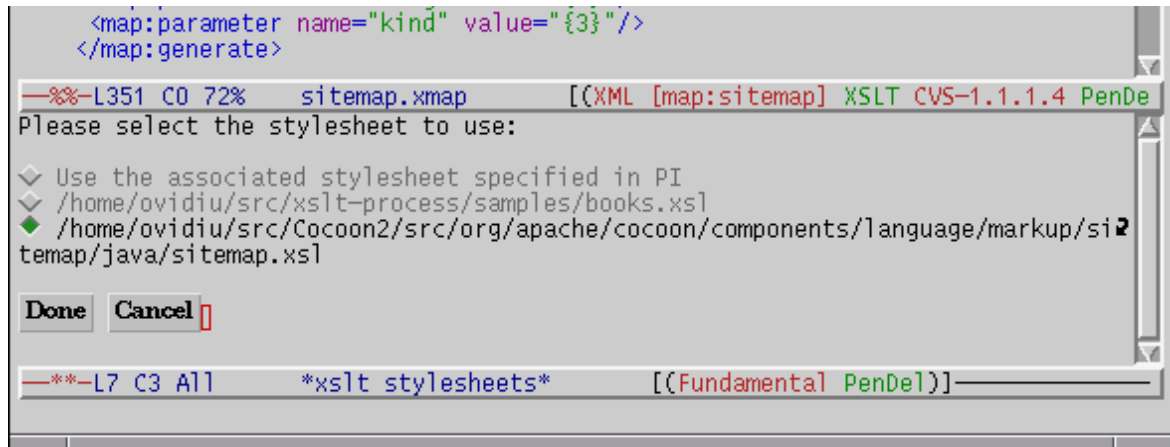 <map:parameter name="kind" value="{3}"/>
</map:generate>
—%%-L351 C0 72% sitemap.xmap [(XML [map:sitemap] XSLT CVS-1.1.1.4 PenDe
Please select the stylesheet to use:
Use the associated stylesheet specified in PI
/home/ovidiu/src/xslt-process/samples/books.xsl
/home/ovidiu/src/Cocoon2/src/org/apache/cocoon/components/language/markup/si
temap/java/sitemap.xsl
Done Cancel
—**-L7 C3 All *xslt stylesheets* [(Fundamental PenDel)]———